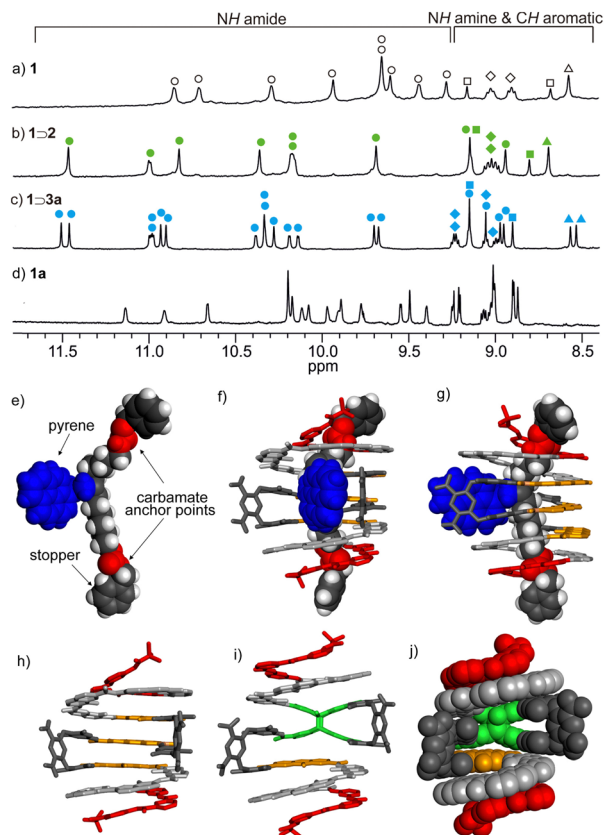 NH amide NH amine & CH aromatic
a) 1
b) 1⊃2
c) 1⊃3a
d) 1a
11.5 11.0 10.5 10.0 9.5 9.0 8.5
ppm
e) f) g)
pyrene
carbamate
anchor points
stopper
h) i) j)